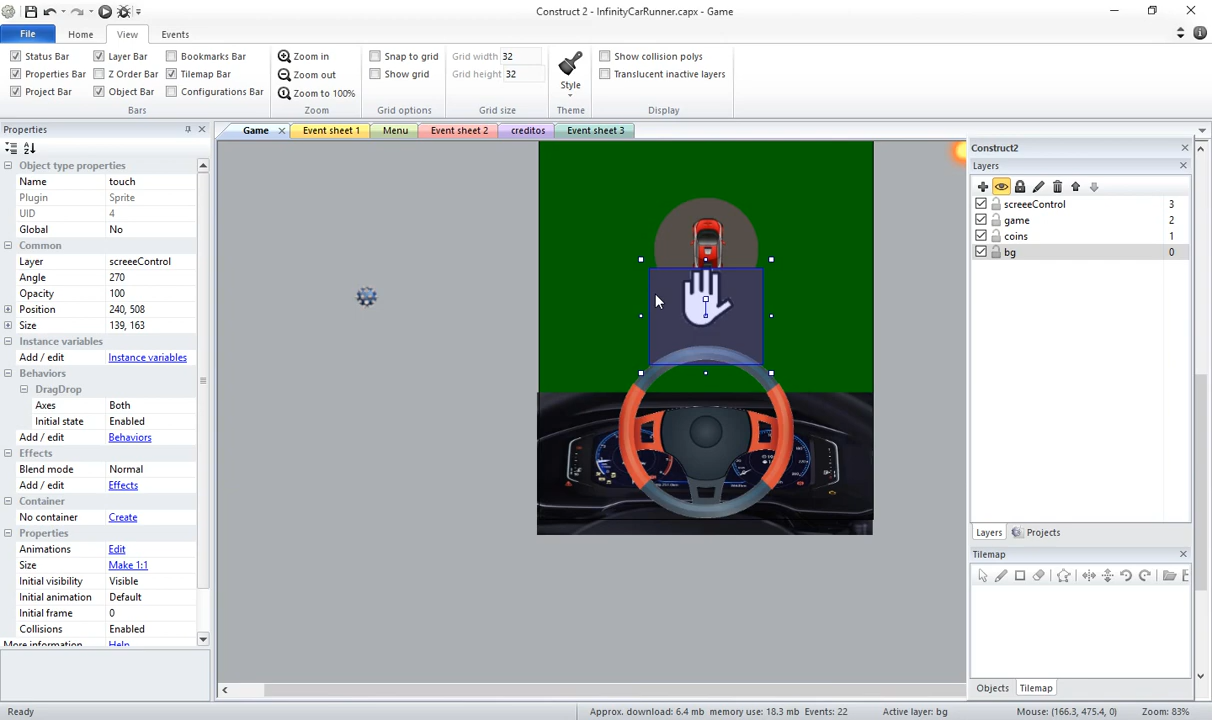 Construct 2 - InfinityCarRunner.capx - Game
File Home View Events
Status Bar Layer Bar Bookmarks Bar Zoom in Snap to grid Grid width 32 Show collision polys
Properties Bar Z Order Bar Tilemap Bar Zoom out Show grid Grid height 32 Translucent inactive layers
Project Bar Object Bar Configurations Bar Zoom to 100% Style
Bars Zoom Grid options Grid size Theme Display
Properties
Game Event sheet 1 Menu Event sheet 2 creditos Event sheet 3
Object type properties
Name touch
Plugin Sprite
UID 4
Global No
Common
Layer screeeControl
Angle 270
Opacity 100
Position 240, 508
Size 139, 163
Instance variables
Add / edit Instance variables
Behaviors
DragDrop
Axes Both
Initial state Enabled
Add / edit Behaviors
Effects
Blend mode Normal
Add / edit Effects
Container
No container Create
Properties
Animations Edit
Size Make 1:1
Initial visibility Visible
Initial animation Default
Initial frame 0
Collisions Enabled
More information Help
Construct2
Layers
screeeControl 3
game 2
coins 1
bg 0
Layers Projects
Tilemap
Objects Tilemap
Ready Approx. download: 6.4 mb memory use: 18.3 mb Events: 22 Active layer: bg Mouse: (166.3, 475.4, 0) Zoom: 83%